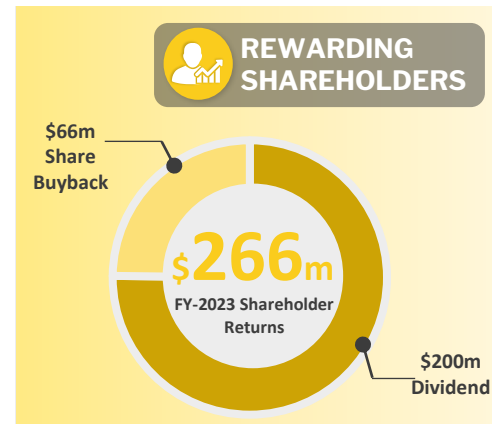 REWARDING
SHAREHOLDERS
$66m
Share
Buyback
$266m
FY-2023 Shareholder
Returns
$200m
Dividend